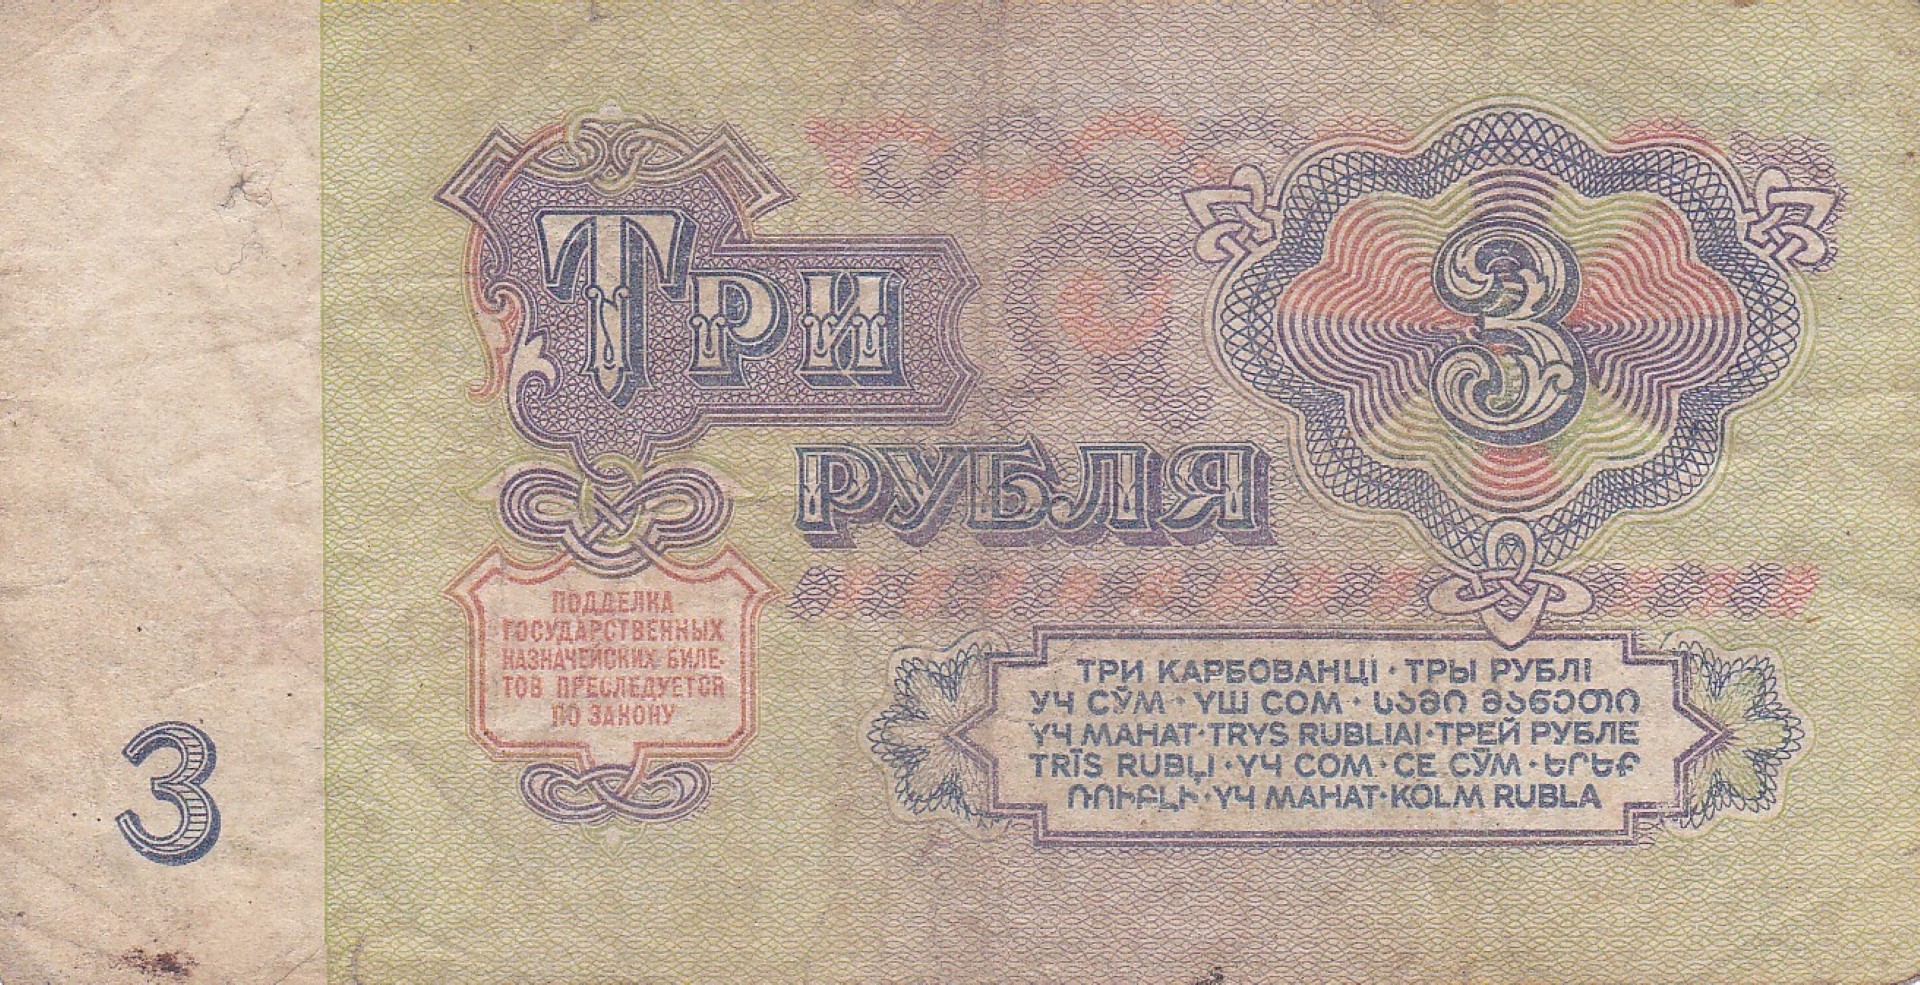 Три
РУБЛЯ
3
ПОДДЕЛКА
ГОСУДАРСТВЕННЫХ
КАЗНАЧЕЙСКИХ БИЛЕ-
ТОВ ПРЕСЛЕДУЕТСЯ
ПО ЗАКОНУ
ТРИ КАРБОВАНЦІ · ТРЫ РУБЛІ
УЧ СЎМ · ҮШ СОМ · ᲡᲐᲛᲘ ᲛᲐᲜᲔᲗᲘ
ҮЧ МАНАТ · TRYS RUBLIAI · ТРЕЙ РУБЛЕ
TRĪS RUBĻI · ҮЧ СОМ · СЕ СӮМ · ԵՐԵՔ
ՌՈՒԲԼԻ · ҮЧ МАНАТ · KOLM RUBLA
3